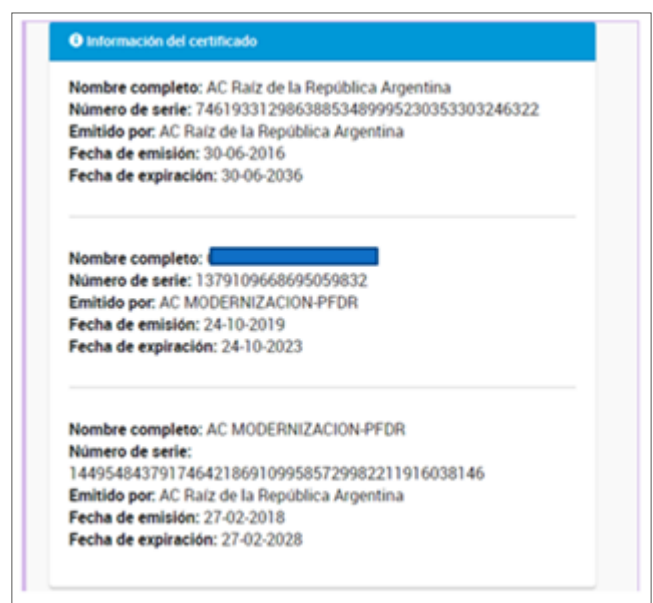 Información del certificado
Nombre completo: AC Raíz de la República Argentina
Número de serie: 746193312986388534899952303533​03246322
Emitido por: AC Raíz de la República Argentina
Fecha de emisión: 30-06-2016
Fecha de expiración: 30-06-2036
Nombre completo:
Número de serie: 1379109668695059832
Emitido por: AC MODERNIZACION-PFDR
Fecha de emisión: 24-10-2019
Fecha de expiración: 24-10-2023
Nombre completo: AC MODERNIZACION-PFDR
Número de serie:
144954843791746421869109958572998221​1916038146
Emitido por: AC Raíz de la República Argentina
Fecha de emisión: 27-02-2018
Fecha de expiración: 27-02-2028